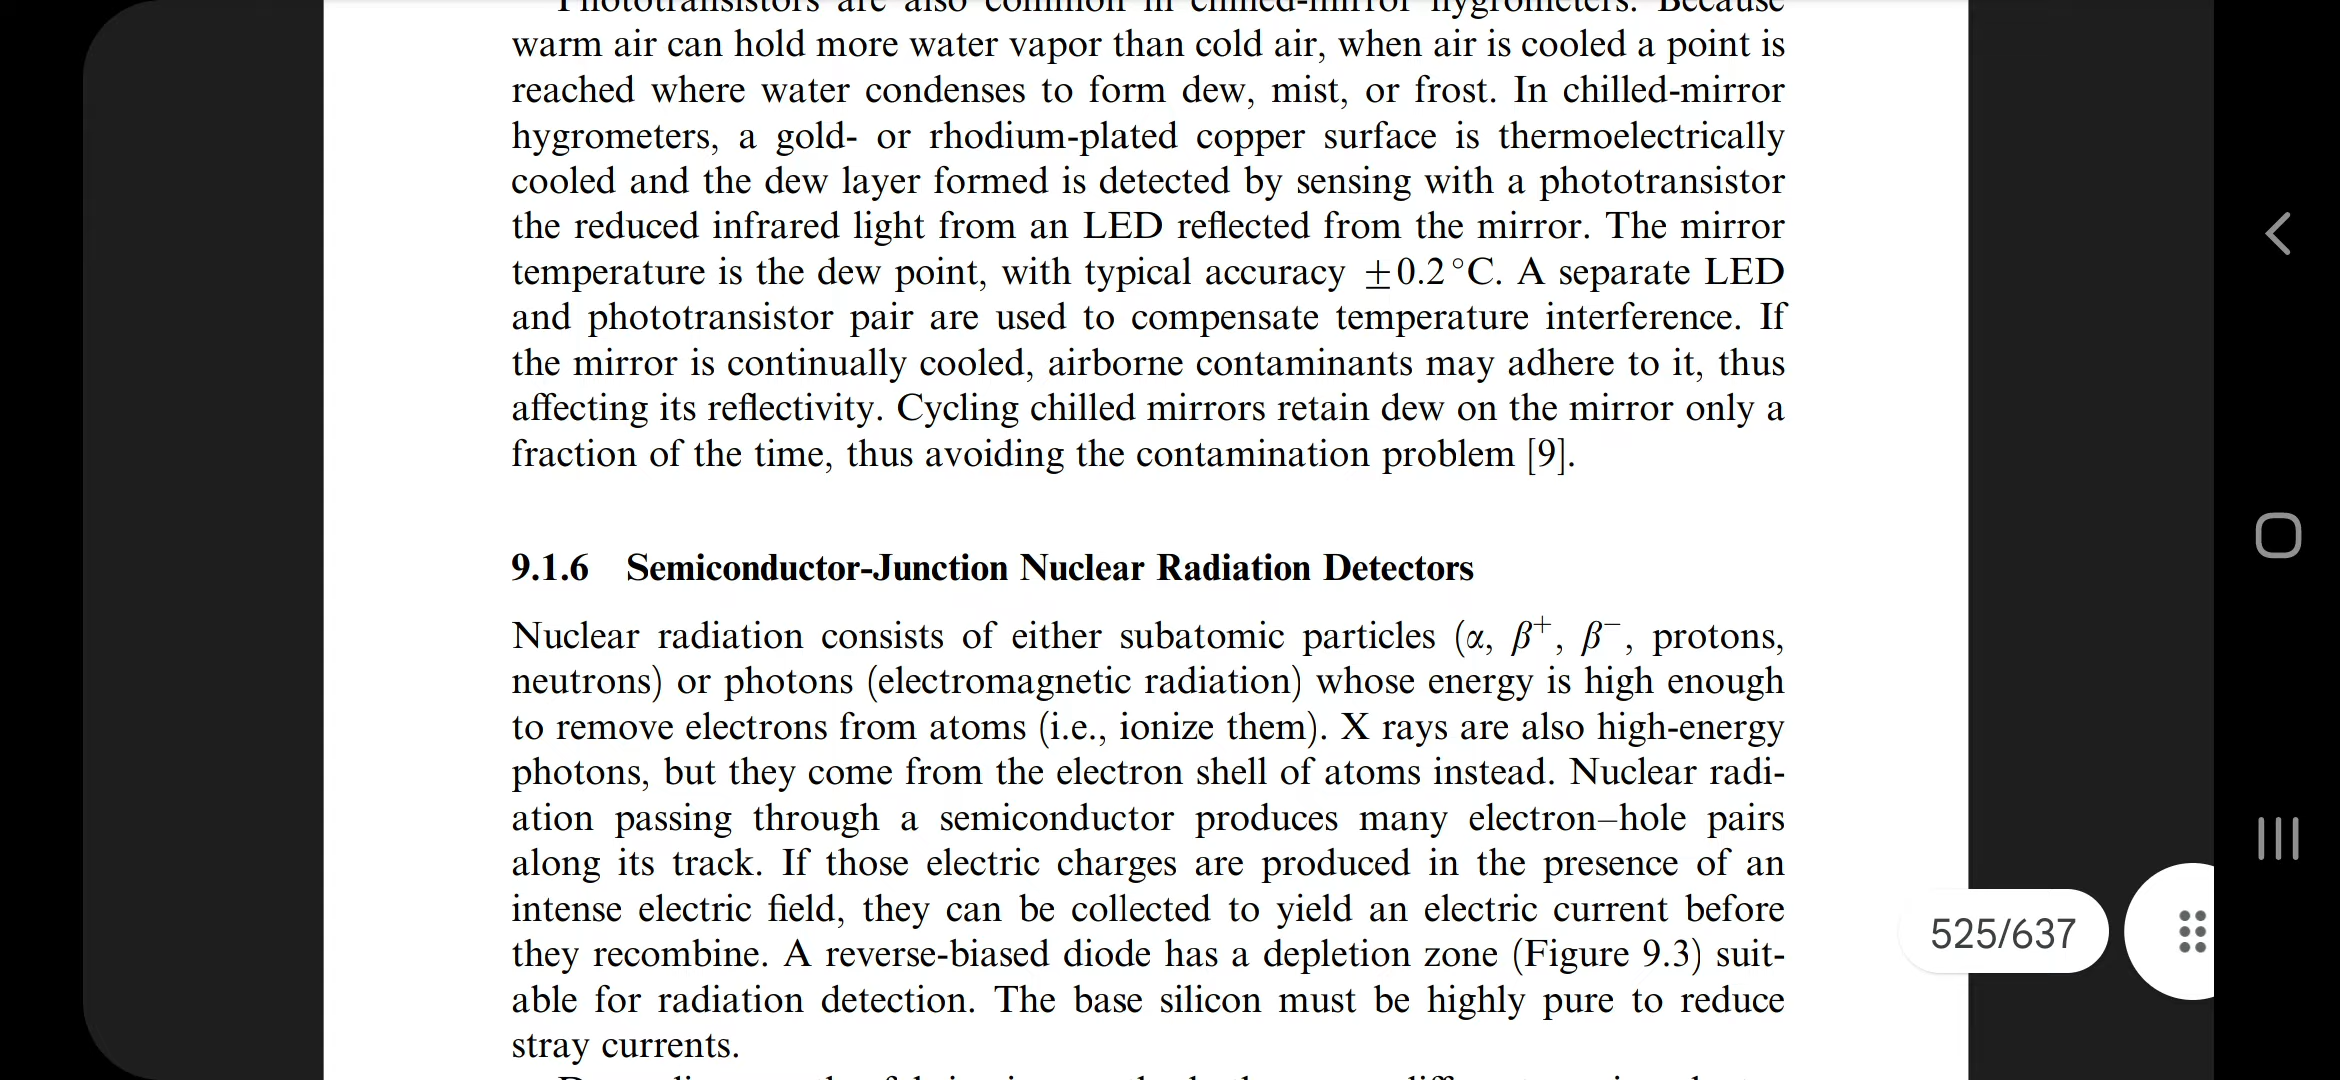 Phototransistors are also common in chilled-mirror hygrometers. Because
warm air can hold more water vapor than cold air, when air is cooled a point is
reached where water condenses to form dew, mist, or frost. In chilled-mirror
hygrometers, a gold- or rhodium-plated copper surface is thermoelectrically
cooled and the dew layer formed is detected by sensing with a phototransistor
the reduced infrared light from an LED reflected from the mirror. The mirror
temperature is the dew point, with typical accuracy ±0.2°C. A separate LED
and phototransistor pair are used to compensate temperature interference. If
the mirror is continually cooled, airborne contaminants may adhere to it, thus
affecting its reflectivity. Cycling chilled mirrors retain dew on the mirror only a
fraction of the time, thus avoiding the contamination problem [9].
9.1.6 Semiconductor-Junction Nuclear Radiation Detectors
Nuclear radiation consists of either subatomic particles (α, β⁺, β⁻, protons,
neutrons) or photons (electromagnetic radiation) whose energy is high enough
to remove electrons from atoms (i.e., ionize them). X rays are also high-energy
photons, but they come from the electron shell of atoms instead. Nuclear radi-
ation passing through a semiconductor produces many electron–hole pairs
along its track. If those electric charges are produced in the presence of an
intense electric field, they can be collected to yield an electric current before
they recombine. A reverse-biased diode has a depletion zone (Figure 9.3) suit-
able for radiation detection. The base silicon must be highly pure to reduce
stray currents.
525/637